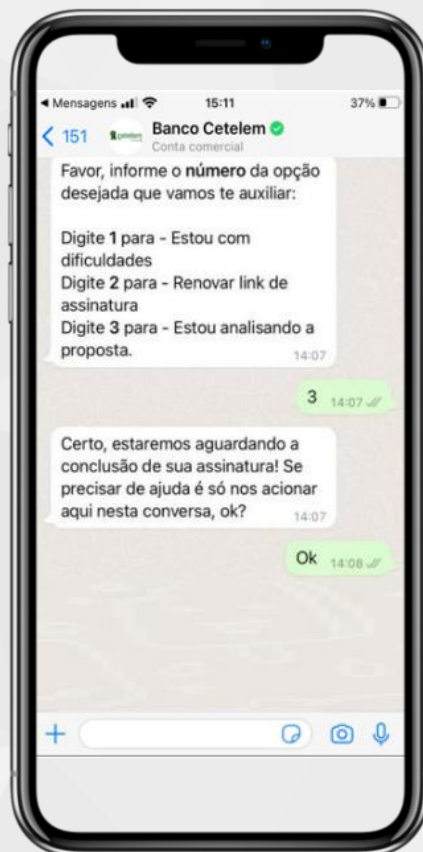 Mensagens 15:11 37%
151 Cetelem Banco Cetelem
Conta comercial
Favor, informe o número da opção
desejada que vamos te auxiliar:
Digite 1 para - Estou com
dificuldades
Digite 2 para - Renovar link de
assinatura
Digite 3 para - Estou analisando a
proposta.
14:07
3 14:07
Certo, estaremos aguardando a
conclusão de sua assinatura! Se
precisar de ajuda é só nos acionar
aqui nesta conversa, ok?
14:07
Ok 14:08